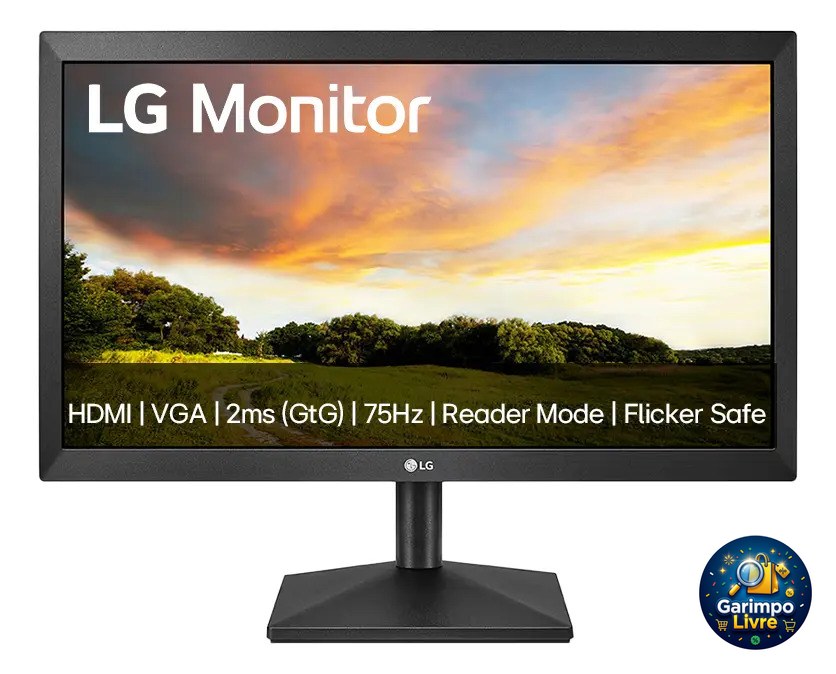 LG Monitor
HDMI | VGA | 2ms (GtG) | 75Hz | Reader Mode | Flicker Safe
LG
Garimpo
Livre